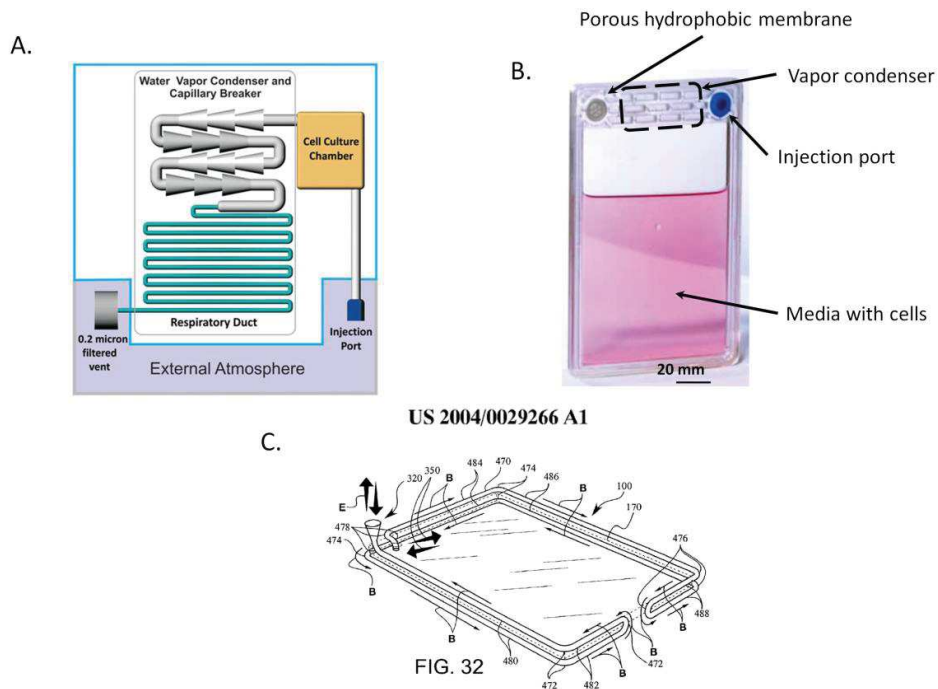 A.
Water Vapor Condenser and
Capillary Breaker
Cell Culture
Chamber
Respiratory Duct
0.2 micron
filtered
vent
Injection
Port
External Atmosphere
B.
Porous hydrophobic membrane
Vapor condenser
Injection port
Media with cells
20 mm
US 2004/0029266 A1
C.
E
320
350
B
484
470
474
486
B
100
170
478
474
B
476
488
B
B
472
B
B
480
472
482
B
FIG. 32